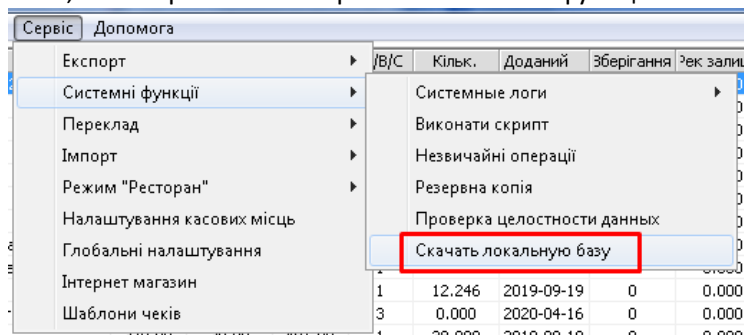 Сервіс Допомога
/В/С Кільк. Доданий Зберігання Рек залиш
Експорт
Системні функції
Переклад
Імпорт
Режим "Ресторан"
Налаштування касових місць
Глобальні налаштування
Інтернет магазин
Шаблони чеків
Системные логи
Виконати скрипт
Незвичайні операції
Резервна копія
Проверка целостности данных
Скачать локальную базу
1 12.246 2019-09-19 0 0.000
3 0.000 2020-04-16 0 0.000